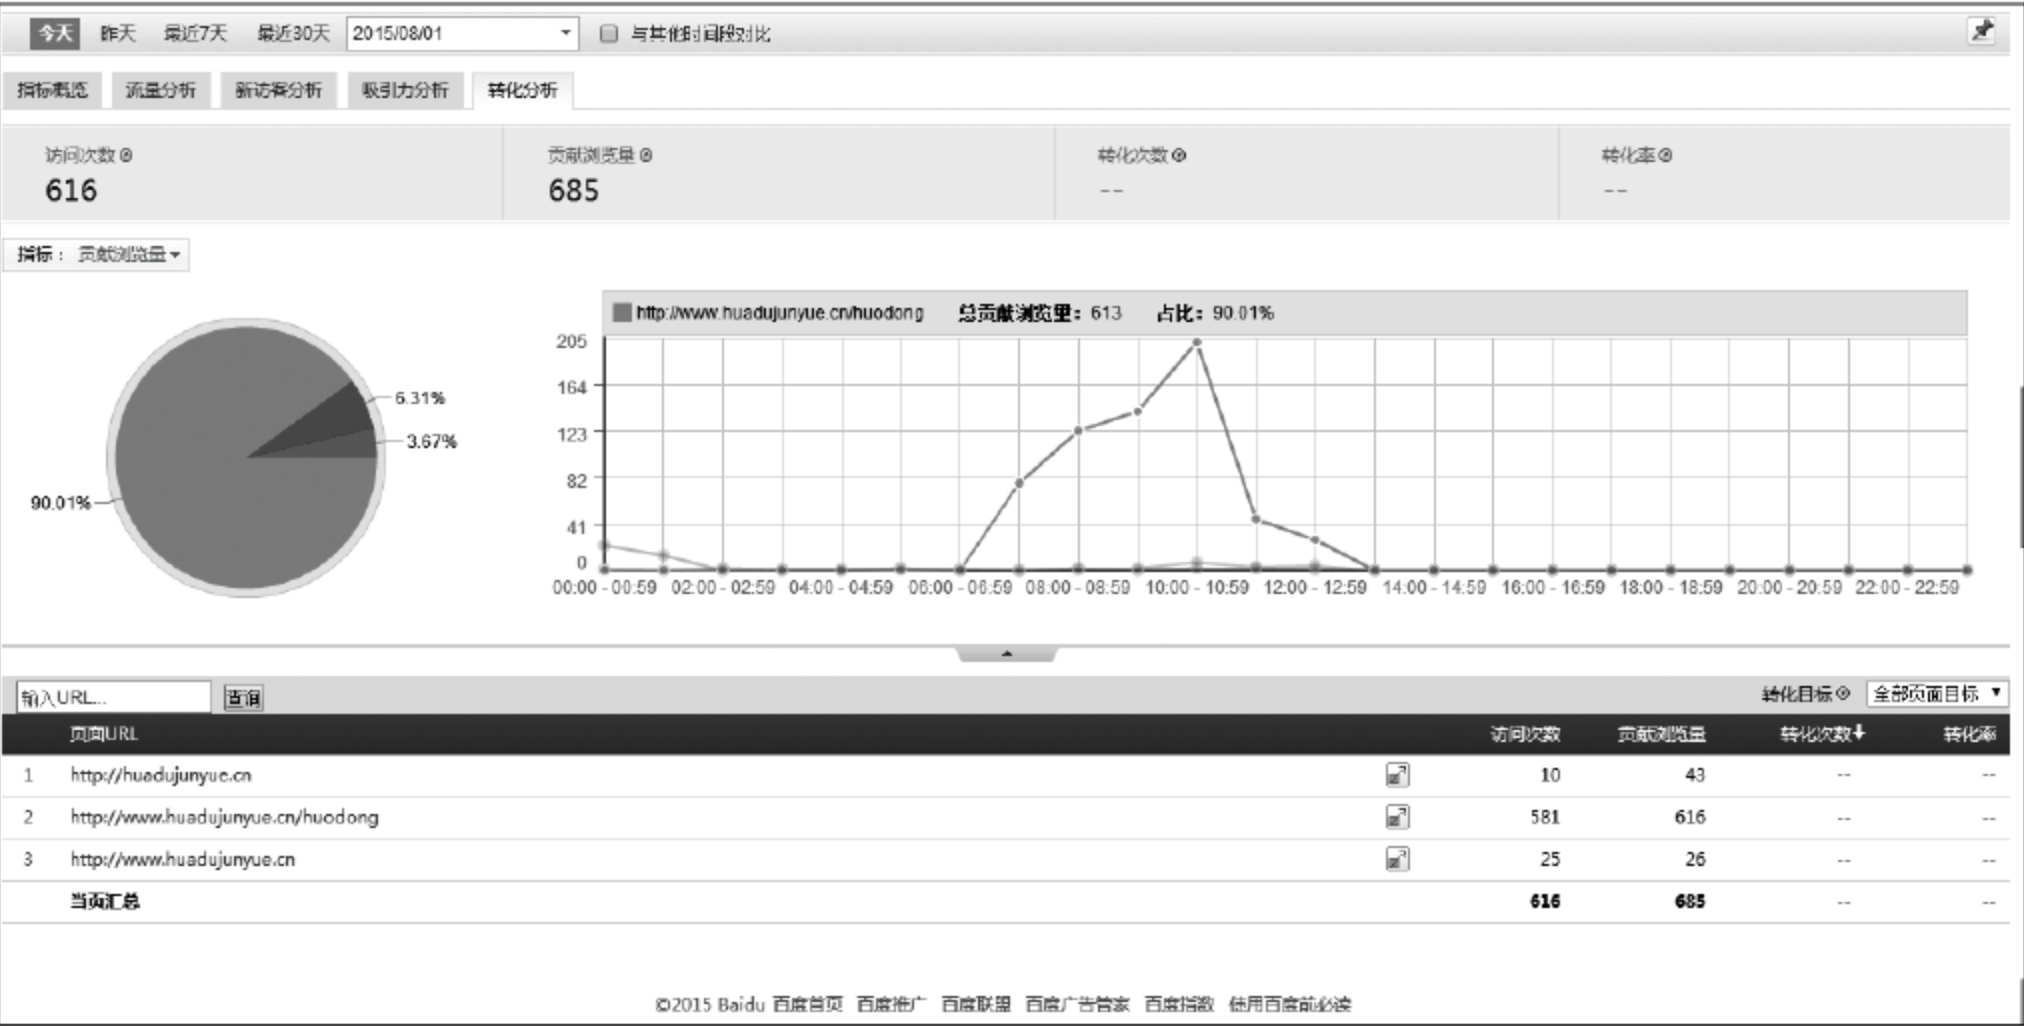 今天 昨天 最近7天 最近30天 2015/08/01 与其他时间段对比
指标概览 流量分析 新访客分析 吸引力分析 转化分析
访问次数 贡献浏览量 转化次数 转化率
616 685 -- --
指标： 贡献浏览量
http://www.huadujunyue.cn/huodong 总贡献浏览量：613 占比：90.01%
205
164
123
82
41
0
6.31%
3.67%
90.01%
00:00 - 00:59 02:00 - 02:59 04:00 - 04:59 06:00 - 06:59 08:00 - 08:59 10:00 - 10:59 12:00 - 12:59 14:00 - 14:59 16:00 - 16:59 18:00 - 18:59 20:00 - 20:59 22:00 - 22:59
输入URL... 查询 转化目标 全部页面目标
页面URL 访问次数 贡献浏览量 转化次数 转化率
1 http://huadujunyue.cn 10 43 -- --
2 http://www.huadujunyue.cn/huodong 581 616 -- --
3 http://www.huadujunyue.cn 25 26 -- --
当页汇总 616 685 -- --
©2015 Baidu 百度首页 百度推广 百度联盟 百度广告管家 百度指数 使用百度前必读